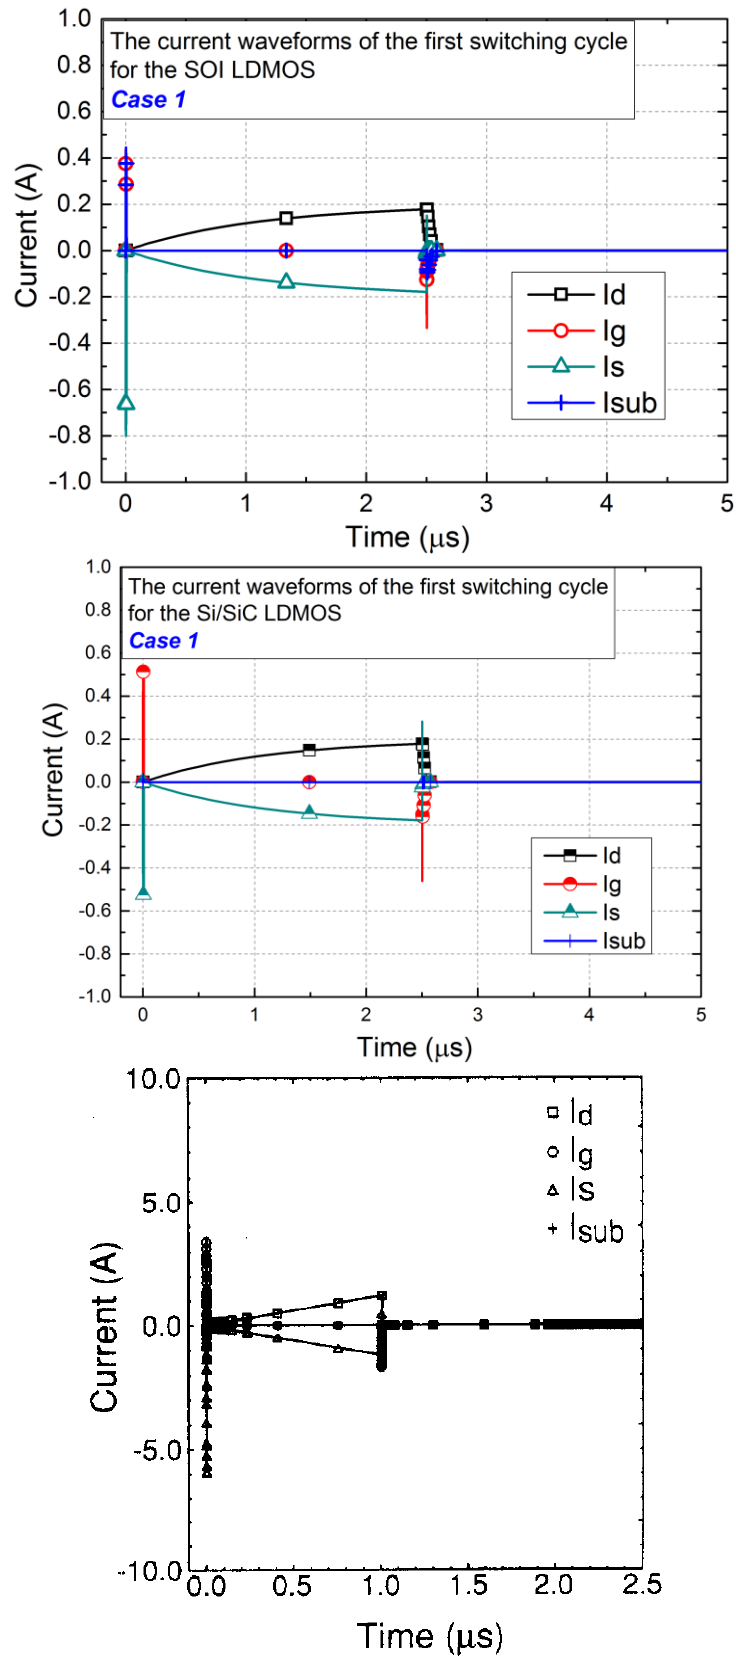 The current waveforms of the first switching cycle
for the SOI LDMOS
Case 1
1.0
0.8
0.6
0.4
0.2
0.0
-0.2
-0.4
-0.6
-0.8
-1.0
Current (A)
Id
Ig
Is
Isub
0 1 2 3 4 5
Time (μs)
The current waveforms of the first switching cycle
for the Si/SiC LDMOS
Case 1
1.0
0.8
0.6
0.4
0.2
0.0
-0.2
-0.4
-0.6
-0.8
-1.0
Current (A)
Id
Ig
Is
Isub
0 1 2 3 4 5
Time (μs)
10.0
5.0
0.0
-5.0
-10.0
Current (A)
Id
Ig
Is
Isub
0.0 0.5 1.0 1.5 2.0 2.5
Time (μs)